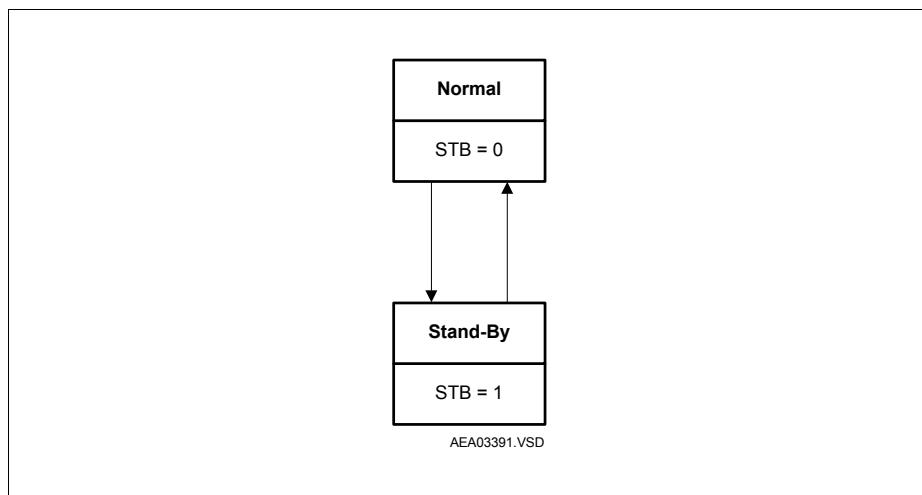 Normal
STB = 0
Stand-By
STB = 1
AEA03391.VSD